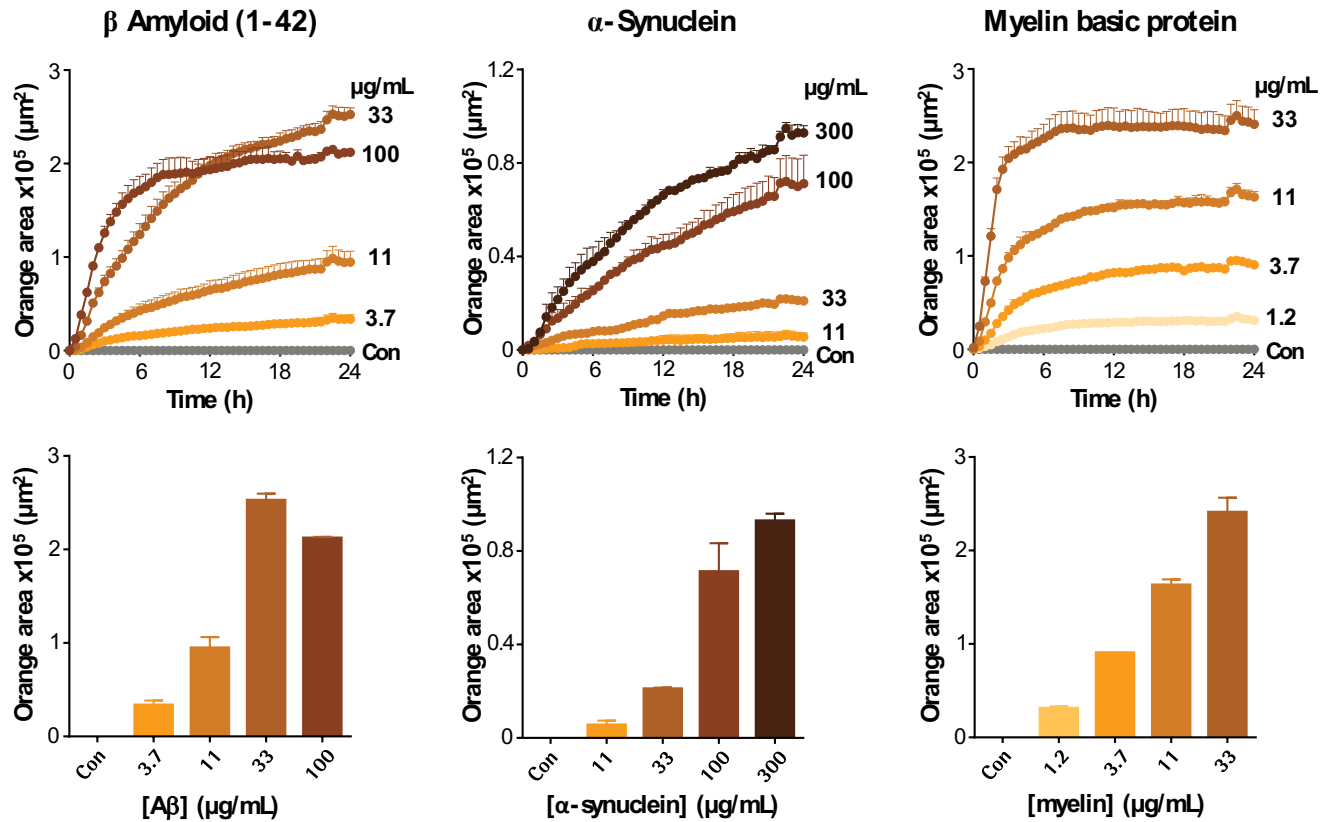 β Amyloid (1-42)
Orange area x10⁵ (µm²)
3
2
1
0
0
6
12
18
24
Time (h)
µg/mL
33
100
11
3.7
Con
α-Synuclein
Orange area x10⁵ (µm²)
1.2
0.8
0.4
0
0
6
12
18
24
Time (h)
µg/mL
300
100
33
11
Con
Myelin basic protein
Orange area x10⁵ (µm²)
3
2
1
0
0
6
12
18
24
Time (h)
µg/mL
33
11
3.7
1.2
Con
Orange area x10⁵ (µm²)
3
2
1
0
Con
3.7
11
33
100
[Aβ] (µg/mL)
Orange area x10⁵ (µm²)
1.2
0.8
0.4
0
Con
11
33
100
300
[α-synuclein] (µg/mL)
Orange area x10⁵ (µm²)
3
2
1
0
Con
1.2
3.7
11
33
[myelin] (µg/mL)